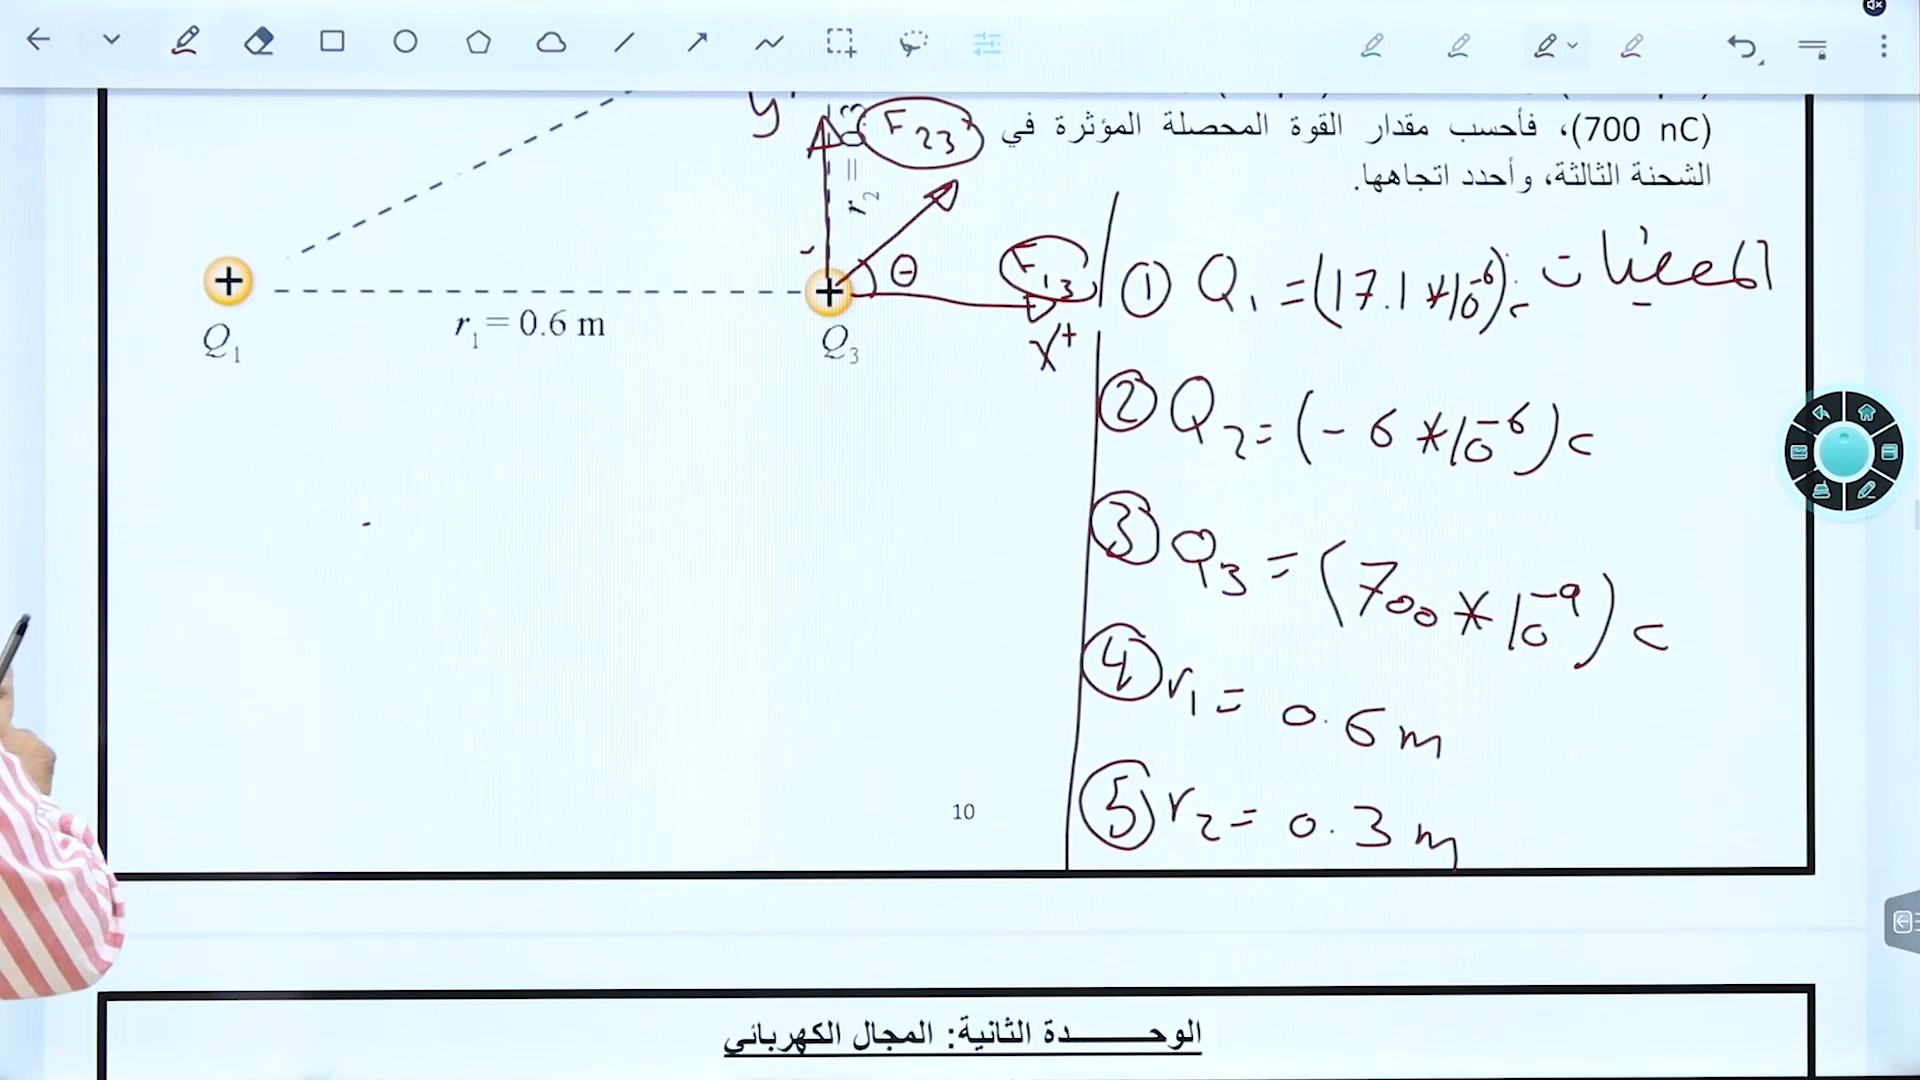 (700 nC)، فأحسب مقدار القوة المحصلة المؤثرة في
الشحنة الثالثة، وأحدد اتجاهها.
y
F23
r2 =
θ
F13
x+
Q1
r1 = 0.6 m
Q3
المعطيات
① Q1 = (17.1 * 10^-6) c
② Q2 = (- 6 * 10^-6) c
③ Q3 = (700 * 10^-9) c
④ r1 = 0.6 m
⑤ r2 = 0.3 m
10
الوحـــــــدة الثانية: المجال الكهربائي